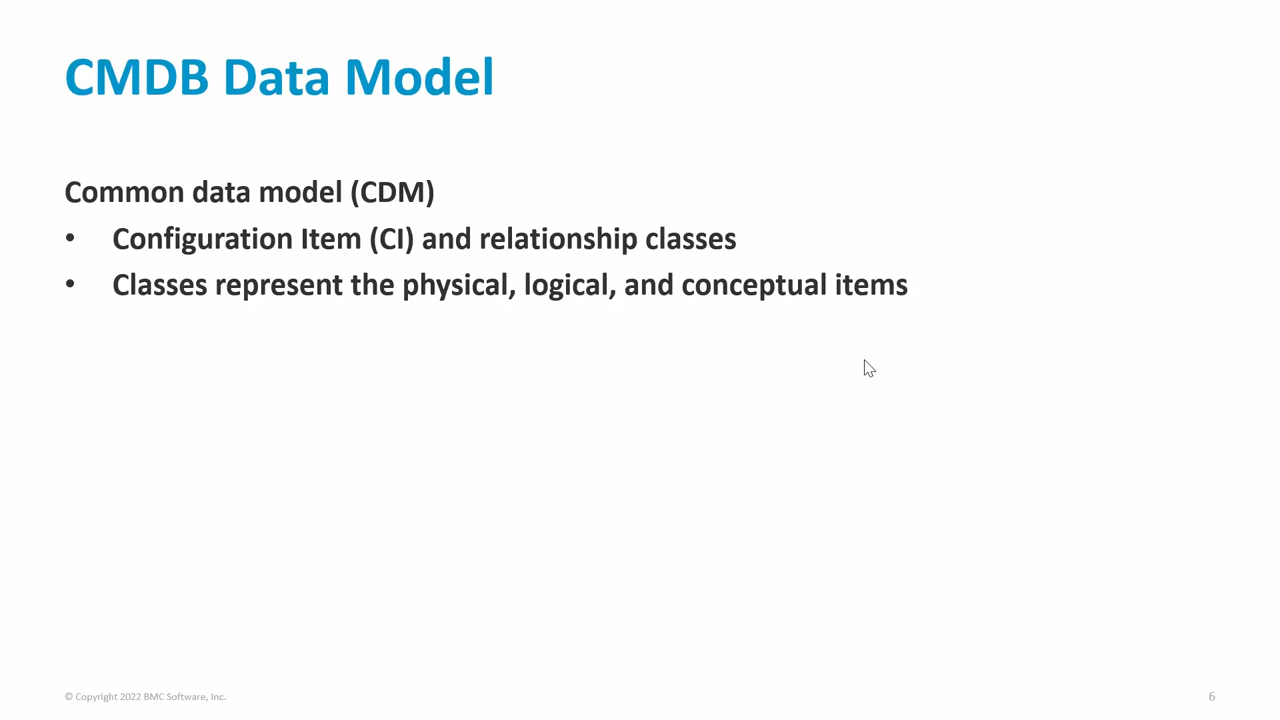 CMDB Data Model
Common data model (CDM)
• Configuration Item (CI) and relationship classes
• Classes represent the physical, logical, and conceptual items
© Copyright 2022 BMC Software, Inc.
6